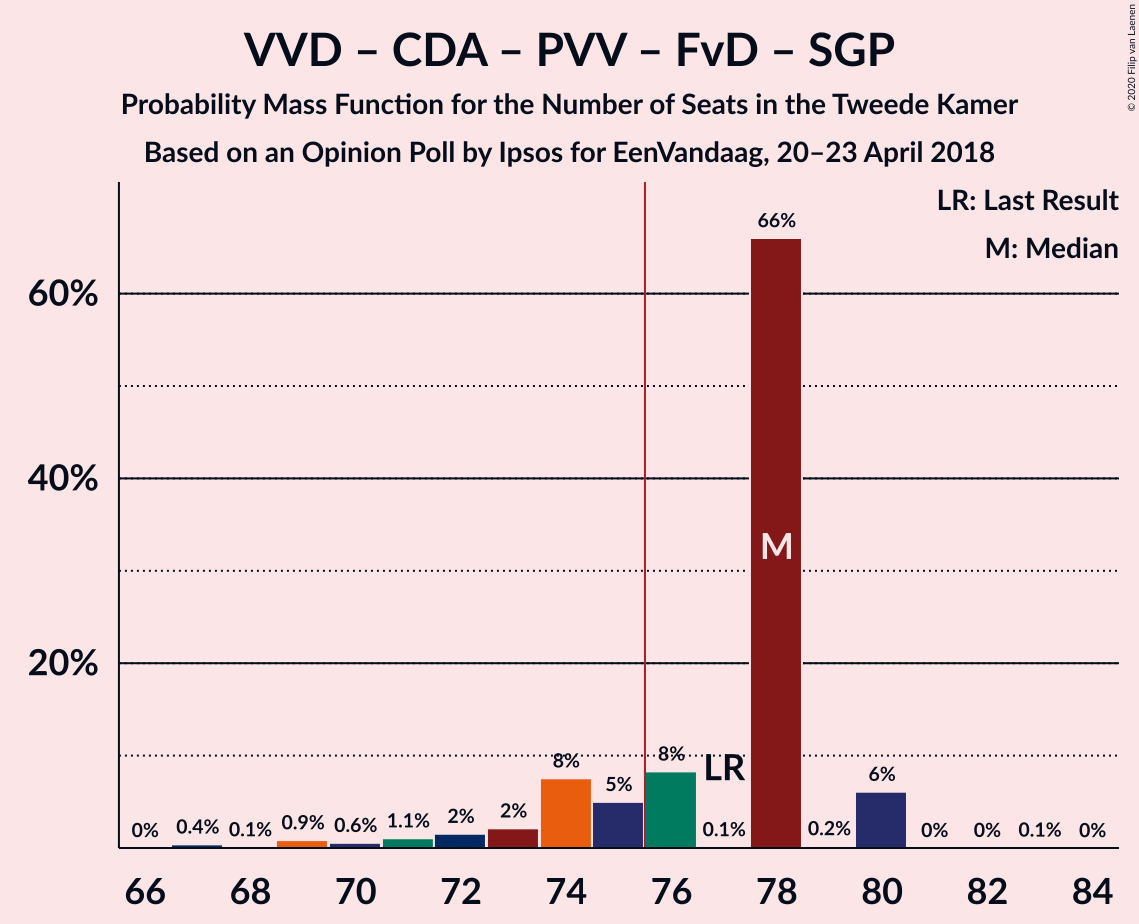 VVD – CDA – PVV – FvD – SGP
Probability Mass Function for the Number of Seats in the Tweede Kamer
Based on an Opinion Poll by Ipsos for EenVandaag, 20–23 April 2018
© 2020 Filip van Laenen
LR: Last Result
M: Median
60%
40%
20%
0% 0.4% 0.1% 0.9% 0.6% 1.1% 2% 2% 8% 5% 8% 0.1% 66% 0.2% 6% 0% 0% 0.1% 0%
LR
M
66 68 70 72 74 76 78 80 82 84